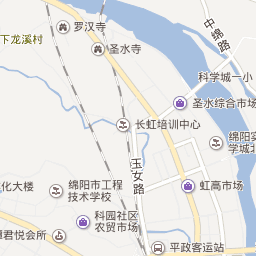 罗汉寺
中绵路
下龙溪村
圣水寺
科学城一小
圣水综合市场
长虹培训中心
绵阳实
学城北
玉女路
绵阳市工程
技术学校
虹高市场
化大楼
科园社区
农贸市场
君悦会所
平政客运站